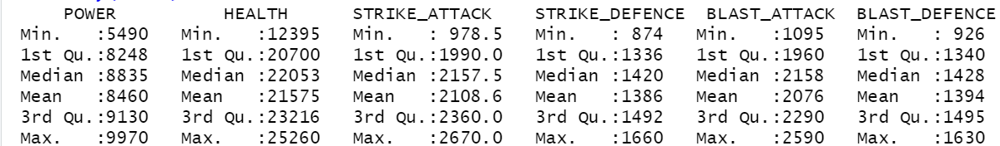 POWER HEALTH STRIKE_ATTACK STRIKE_DEFENCE BLAST_ATTACK BLAST_DEFENCE
Min. :5490 Min. :12395 Min. : 978.5 Min. : 874 Min. :1095 Min. : 926
1st Qu.:8248 1st Qu.:20700 1st Qu.:1990.0 1st Qu.:1336 1st Qu.:1960 1st Qu.:1340
Median :8835 Median :22053 Median :2157.5 Median :1420 Median :2158 Median :1428
Mean :8460 Mean :21575 Mean :2108.6 Mean :1386 Mean :2076 Mean :1394
3rd Qu.:9130 3rd Qu.:23216 3rd Qu.:2360.0 3rd Qu.:1492 3rd Qu.:2290 3rd Qu.:1495
Max. :9970 Max. :25260 Max. :2670.0 Max. :1660 Max. :2590 Max. :1630